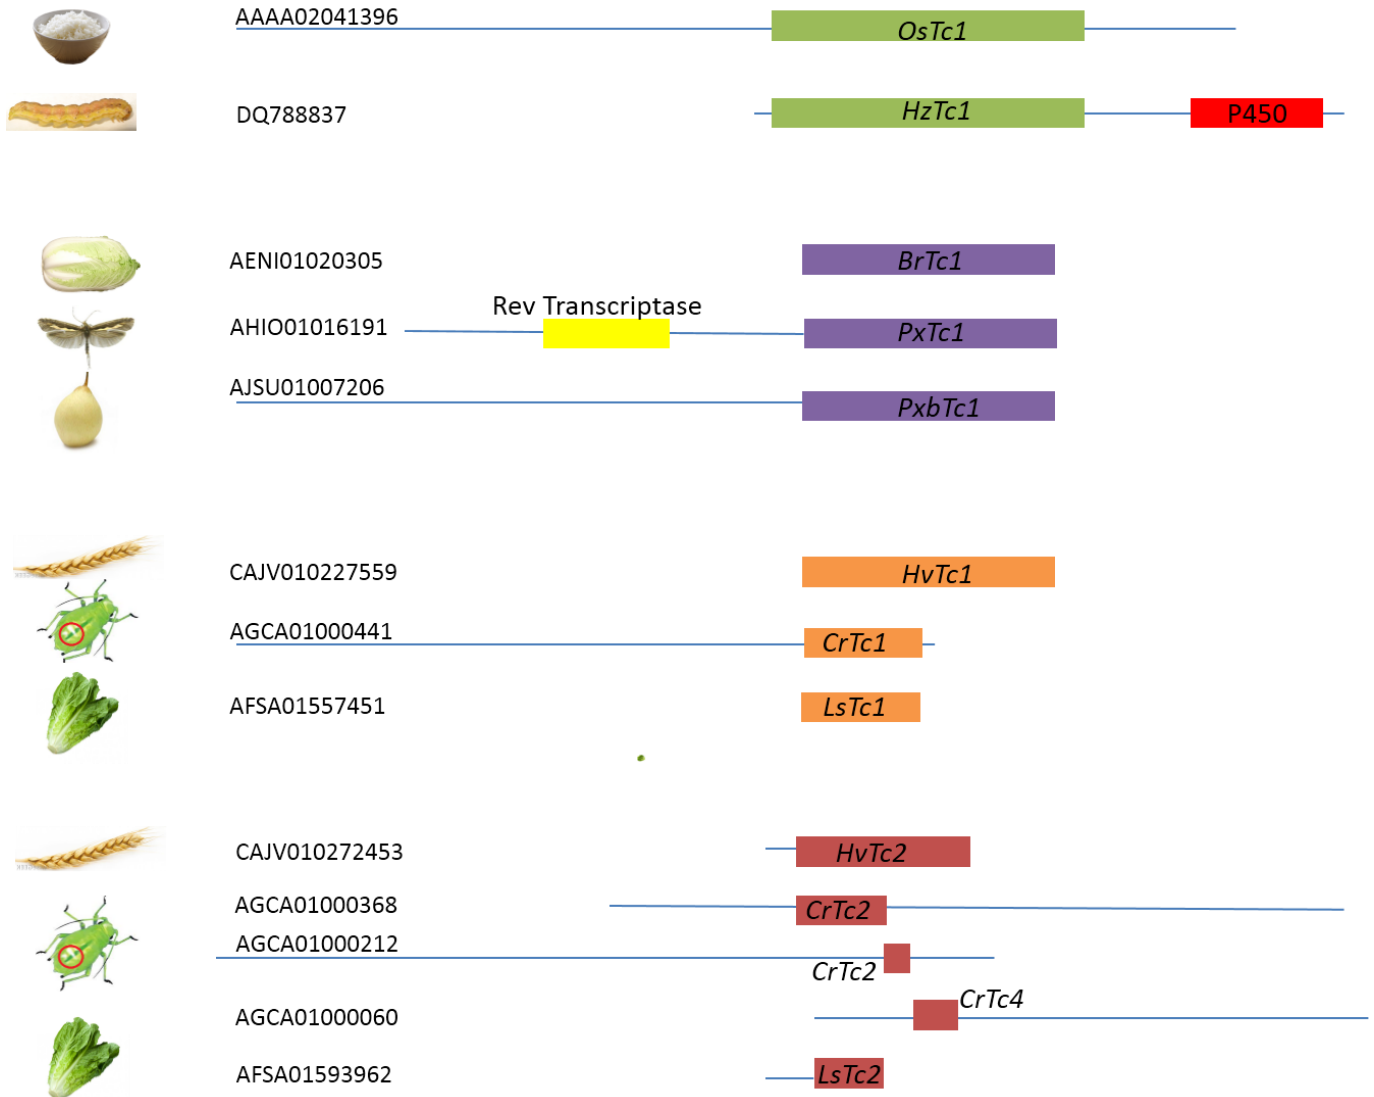 AAAA02041396
OsTc1
DQ788837
HzTc1
P450
AENI01020305
BrTc1
Rev Transcriptase
AHIO01016191
PxTc1
AJSU01007206
PxbTc1
CAJV010227559
HvTc1
AGCA01000441
CrTc1
AFSA01557451
LsTc1
CAJV010272453
HvTc2
AGCA01000368
CrTc2
AGCA01000212
CrTc2
CrTc4
AGCA01000060
AFSA01593962
LsTc2